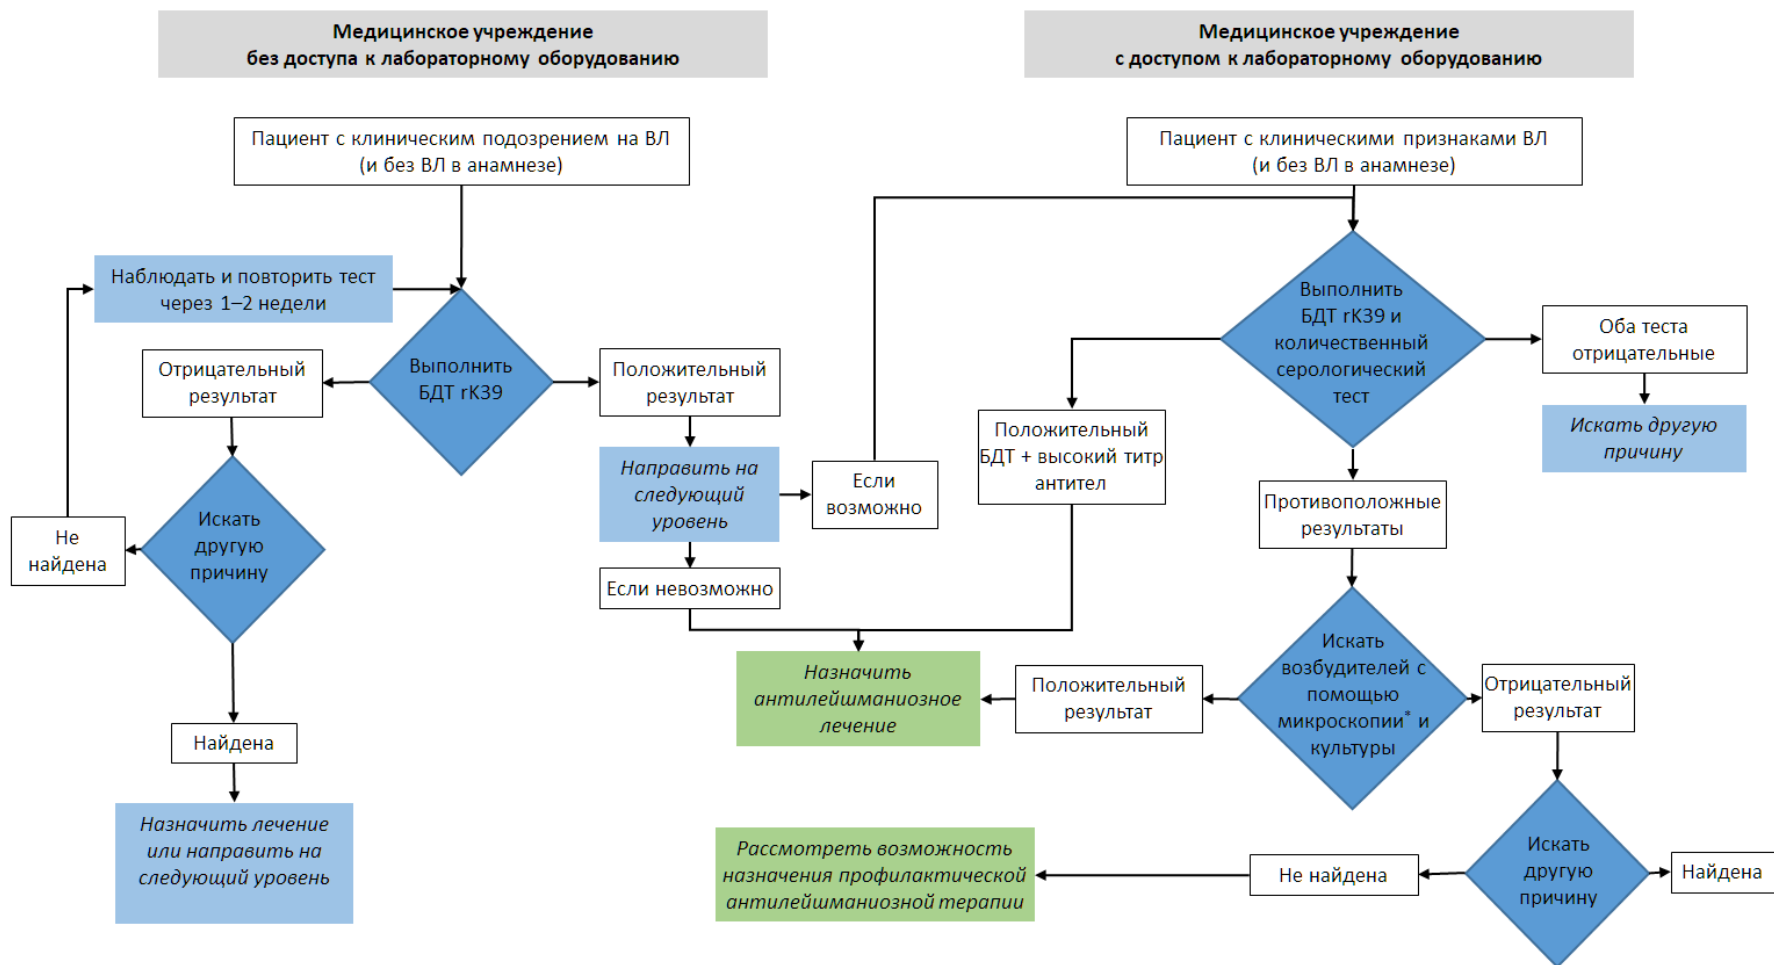 Медицинское учреждение
без доступа к лабораторному оборудованию
Пациент с клиническим подозрением на ВЛ
(и без ВЛ в анамнезе)
Наблюдать и повторить тест
через 1–2 недели
Выполнить
БДТ rK39
Отрицательный
результат
Положительный
результат
Искать
другую
причину
Не
найдена
Направить на
следующий
уровень
Если
возможно
Если невозможно
Найдена
Назначить лечение
или направить на
следующий уровень
Медицинское учреждение
с доступом к лабораторному оборудованию
Пациент с клиническими признаками ВЛ
(и без ВЛ в анамнезе)
Выполнить
БДТ rK39 и
количественный
серологический
тест
Оба теста
отрицательные
Искать другую
причину
Положительный
БДТ + высокий титр
антител
Противоположные
результаты
Искать
возбудителей с
помощью
микроскопии* и
культуры
Положительный
результат
Назначить
антилейшманиозное
лечение
Отрицательный
результат
Искать
другую
причину
Найдена
Не найдена
Рассмотреть возможность
назначения профилактической
антилейшманиозной терапии